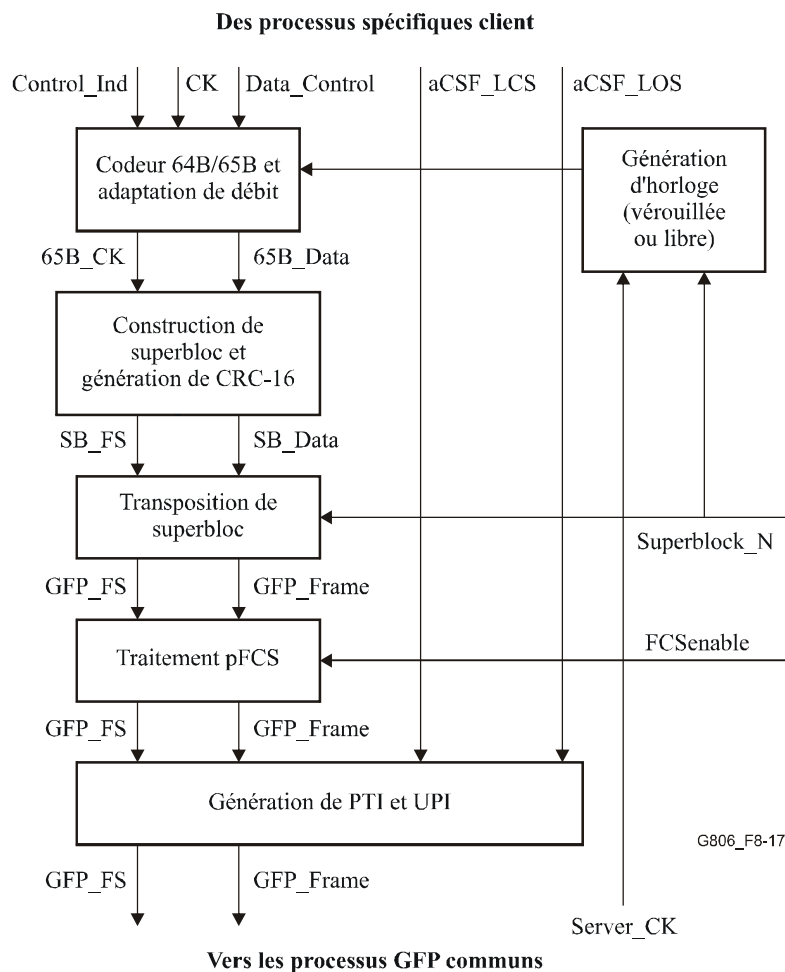 Des processus spécifiques client
Control_Ind CK Data_Control aCSF_LCS aCSF_LOS
Codeur 64B/65B et
adaptation de débit
Génération
d'horloge
(vérouillée
ou libre)
65B_CK 65B_Data
Construction de
superbloc et
génération de CRC-16
SB_FS SB_Data
Transposition de
superbloc
Superblock_N
GFP_FS GFP_Frame
Traitement pFCS
FCSenable
GFP_FS GFP_Frame
Génération de PTI et UPI
G806_F8-17
GFP_FS GFP_Frame
Server_CK
Vers les processus GFP communs